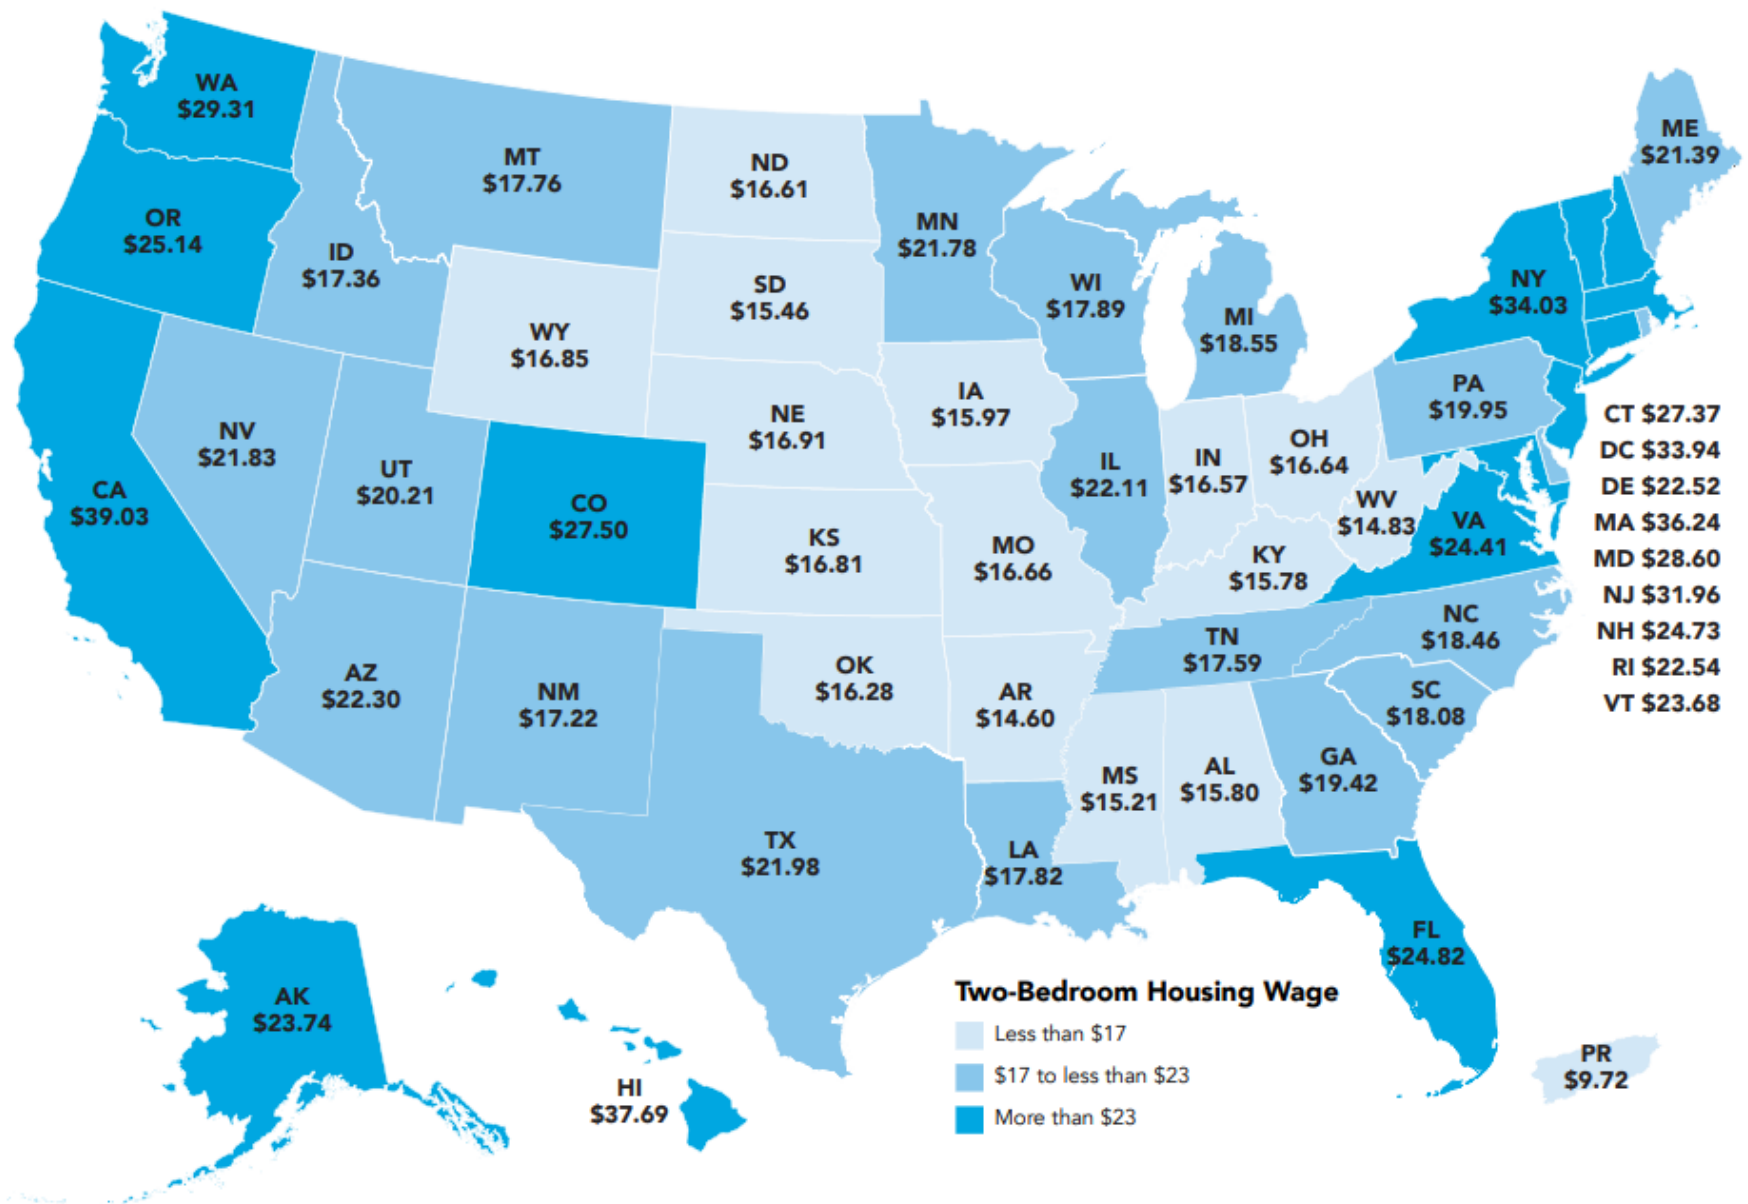 WA
$29.31
MT
$17.76
ND
$16.61
ME
$21.39
OR
$25.14
ID
$17.36
MN
$21.78
SD
$15.46
WI
$17.89
NY
$34.03
WY
$16.85
MI
$18.55
IA
$15.97
PA
$19.95
NE
$16.91
NV
$21.83
UT
$20.21
CO
$27.50
CA
$39.03
IL
$22.11
IN
$16.57
OH
$16.64
WV
$14.83
VA
$24.41
KS
$16.81
MO
$16.66
KY
$15.78
CT $27.37
DC $33.94
DE $22.52
MA $36.24
MD $28.60
NJ $31.96
NH $24.73
RI $22.54
VT $23.68
NC
$18.46
TN
$17.59
AZ
$22.30
NM
$17.22
OK
$16.28
AR
$14.60
SC
$18.08
MS
$15.21
AL
$15.80
GA
$19.42
TX
$21.98
LA
$17.82
FL
$24.82
AK
$23.74
HI
$37.69
Two-Bedroom Housing Wage
Less than $17
$17 to less than $23
More than $23
PR
$9.72